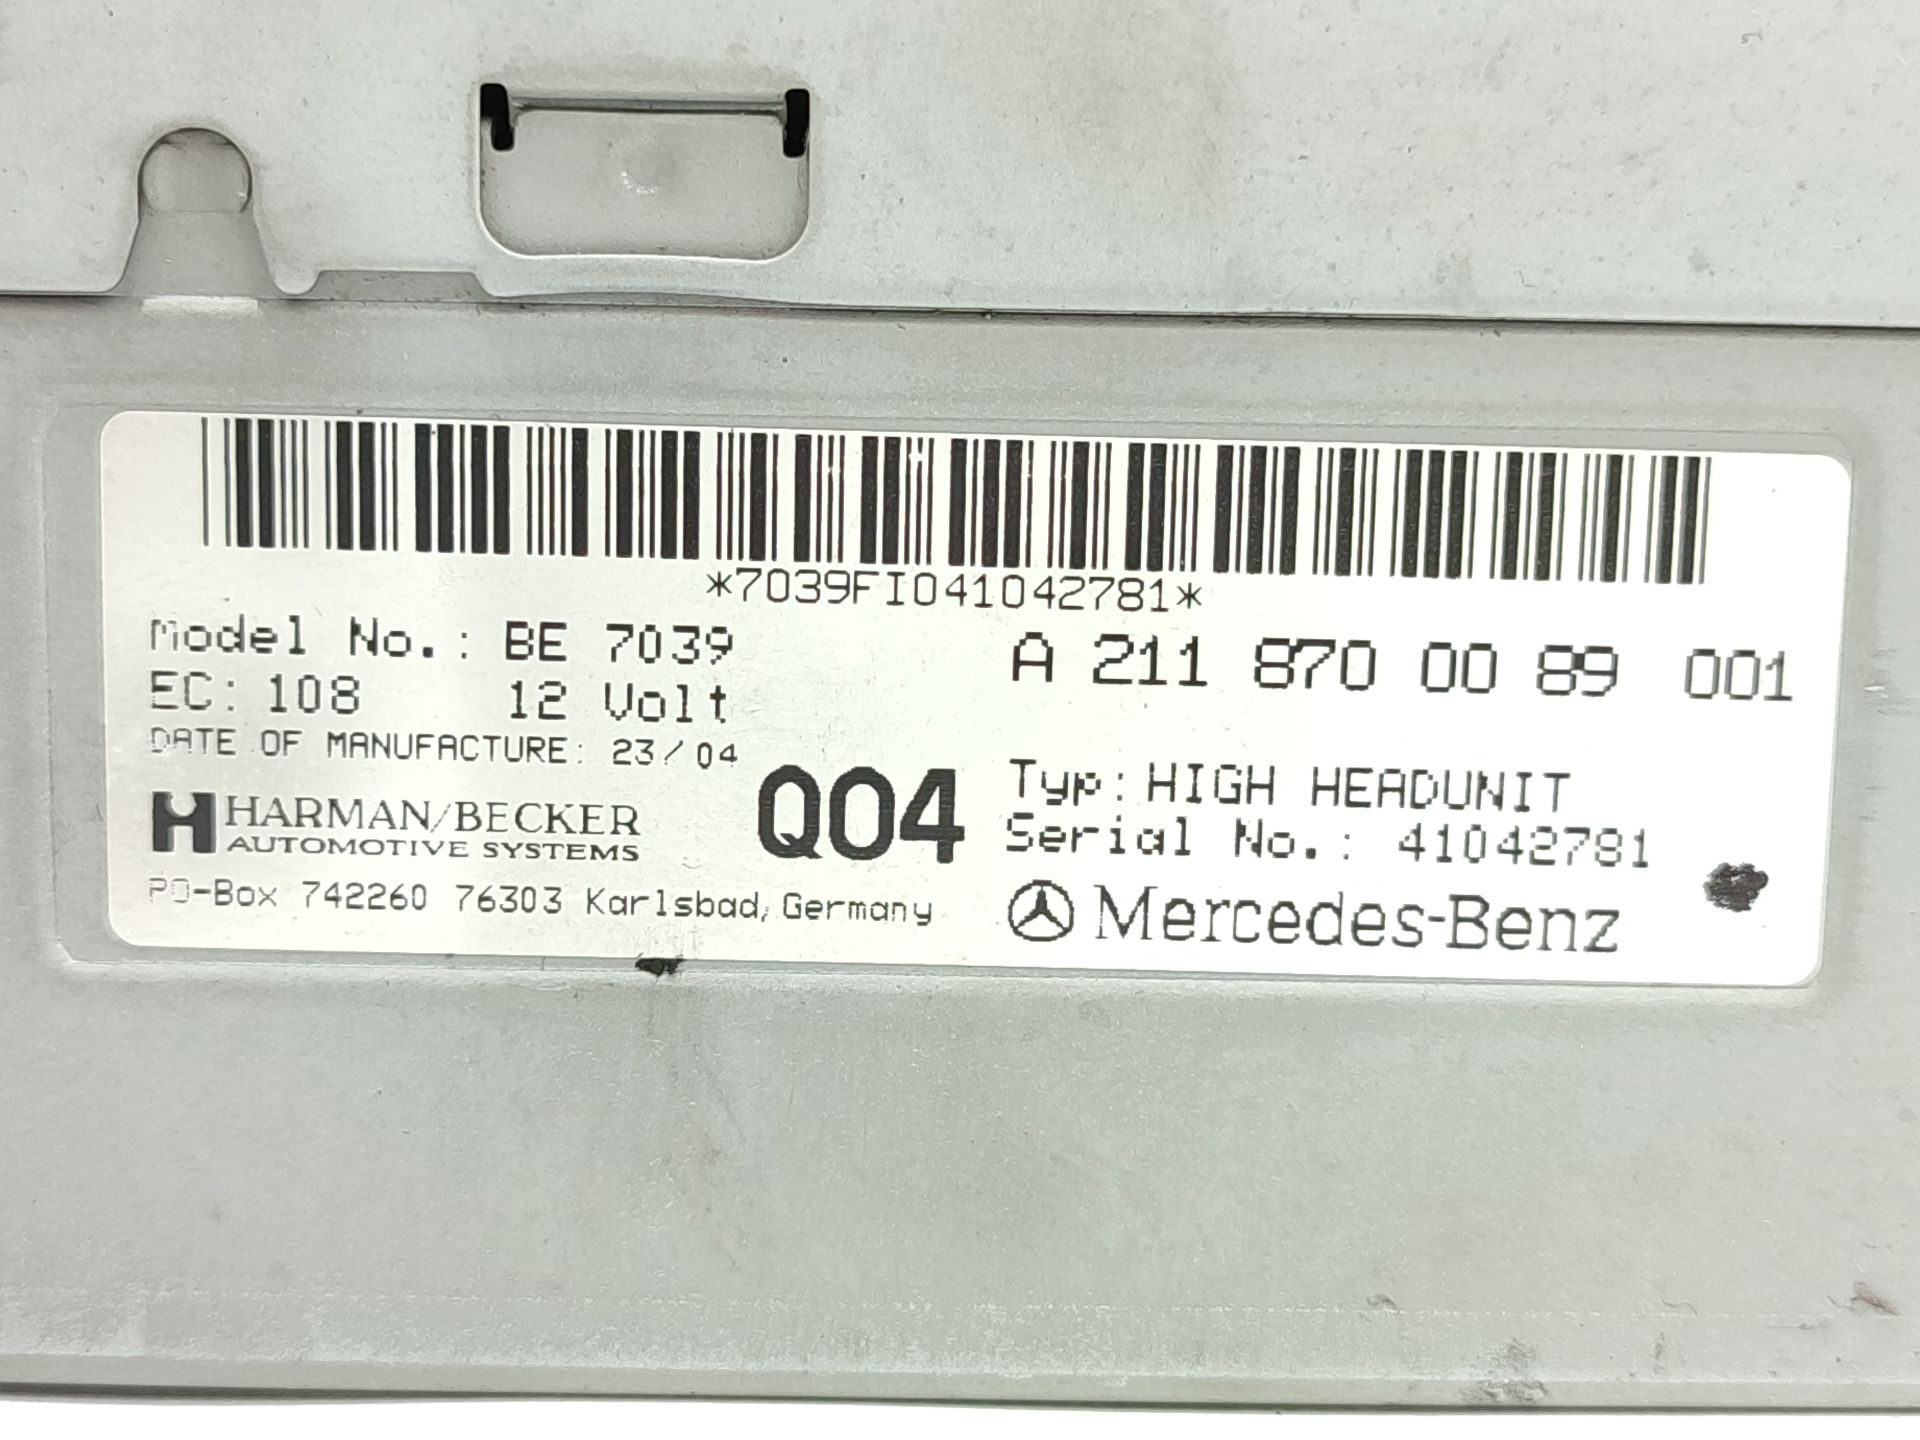 *7039FI041042781*
Model No.: BE 7039
EC: 108 12 Volt
DATE OF MANUFACTURE: 23/04
HARMAN/BECKER
AUTOMOTIVE SYSTEMS
PO-Box 742260 76303 Karlsbad, Germany
Q04
A 211 870 00 89 001
Typ: HIGH HEADUNIT
Serial No.: 41042781
Mercedes-Benz